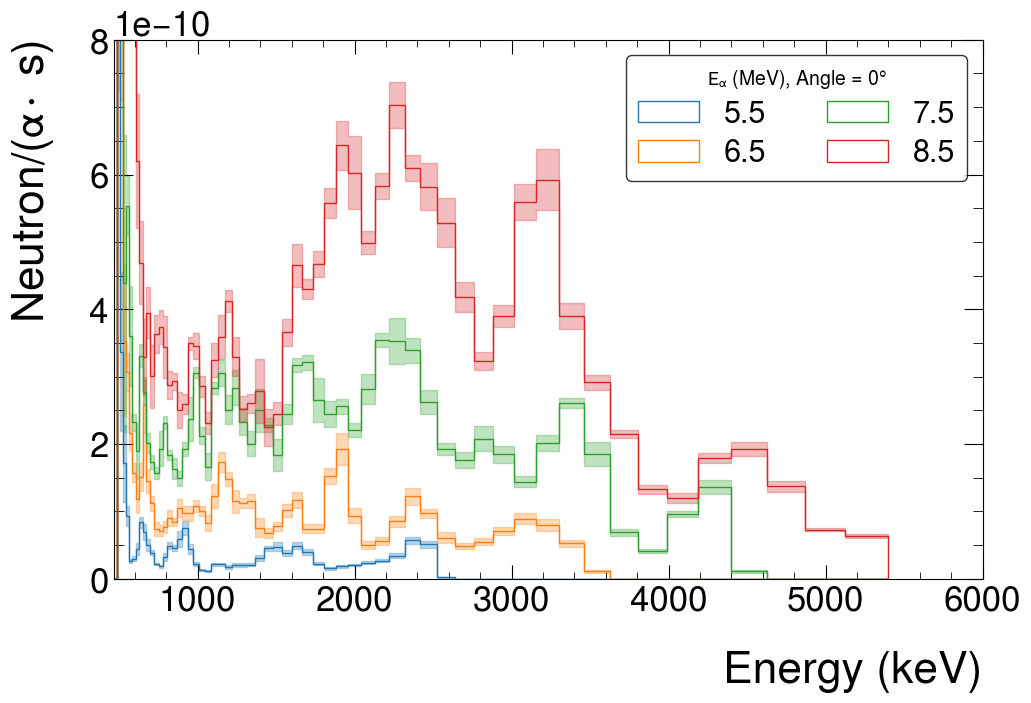 1e−10
Neutron/(α· s)
8
6
4
2
0
E_α (MeV), Angle = 0°
5.5 7.5
6.5 8.5
1000 2000 3000 4000 5000 6000
Energy (keV)